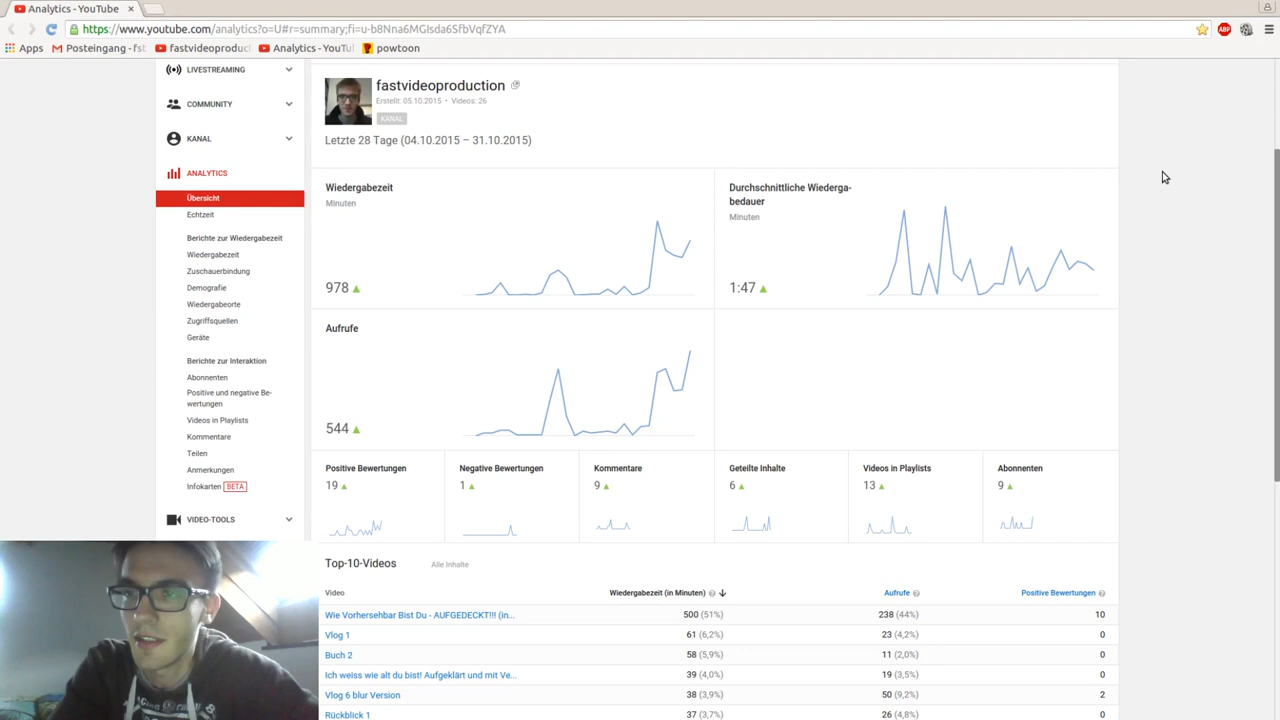 Analytics - YouTube
https://www.youtube.com/analytics?o=U#r=summary;fi=u-b8Nna6MGIsda6SfbVqfZYA
ABP
Apps Posteingang - fst fastvideoproduc Analytics - YouTu powtoon
LIVESTREAMING
COMMUNITY
KANAL
ANALYTICS
Übersicht
Echtzeit
Berichte zur Wiedergabezeit
Wiedergabezeit
Zuschauerbindung
Demografie
Wiedergabeorte
Zugriffsquellen
Geräte
Berichte zur Interaktion
Abonnenten
Positive und negative Be-
wertungen
Videos in Playlists
Kommentare
Teilen
Anmerkungen
Infokarten BETA
VIDEO-TOOLS
fastvideoproduction
Erstellt: 05.10.2015 • Videos: 26
KANAL
Letzte 28 Tage (04.10.2015 – 31.10.2015)
Wiedergabezeit
Minuten
978
Durchschnittliche Wiederga-
bedauer
Minuten
1:47
Aufrufe
544
Positive Bewertungen
19
Negative Bewertungen
1
Kommentare
9
Geteilte Inhalte
6
Videos in Playlists
13
Abonnenten
9
Top-10-Videos Alle Inhalte
Video Wiedergabezeit (in Minuten) Aufrufe Positive Bewertungen
Wie Vorhersehbar Bist Du - AUFGEDECKT!!! (in... 500 (51%) 238 (44%) 10
Vlog 1 61 (6,2%) 23 (4,2%) 0
Buch 2 58 (5,9%) 11 (2,0%) 0
Ich weiss wie alt du bist! Aufgeklärt und mit Ve... 39 (4,0%) 19 (3,5%) 0
Vlog 6 blur Version 38 (3,9%) 50 (9,2%) 2
Rückblick 1 37 (3,7%) 26 (4,8%) 0